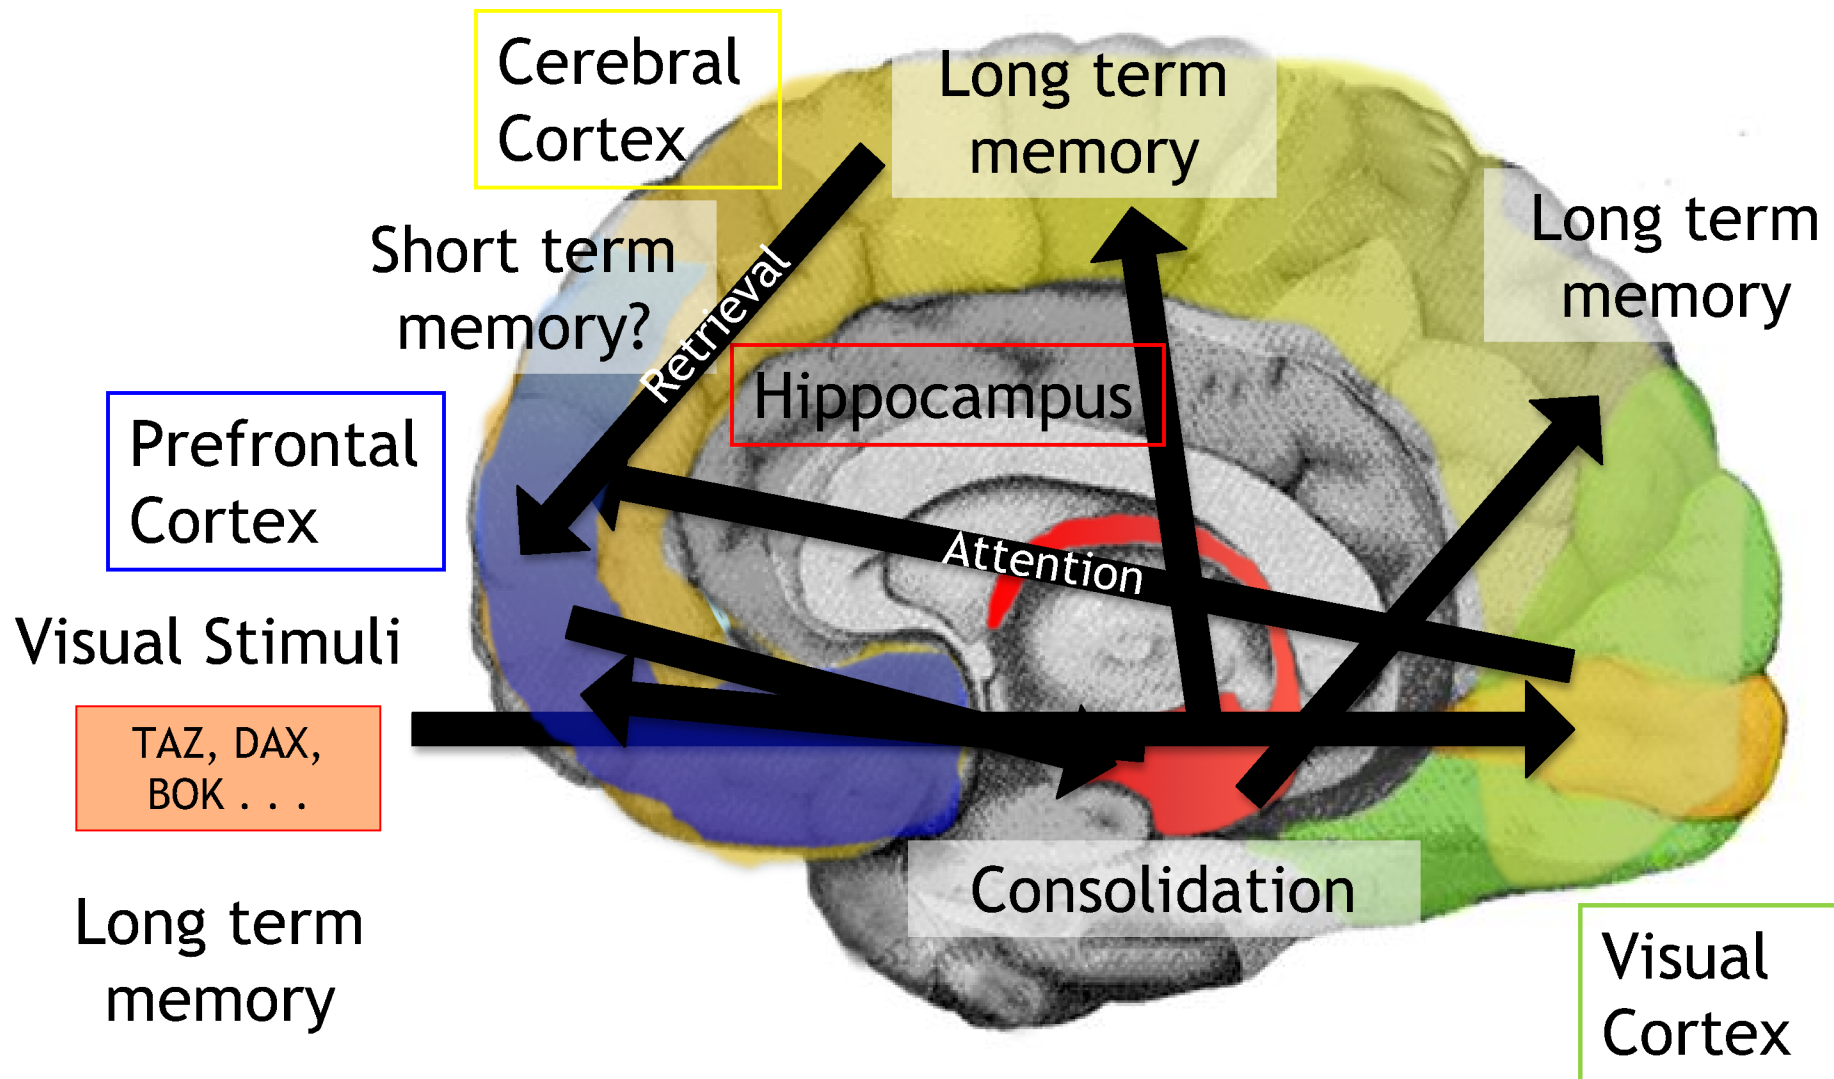 Cerebral
Cortex
Long term
memory
Long term
memory
Short term
memory?
Retrieval
Hippocampus
Prefrontal
Cortex
Attention
Visual Stimuli
TAZ, DAX,
BOK . . .
Consolidation
Long term
memory
Visual
Cortex